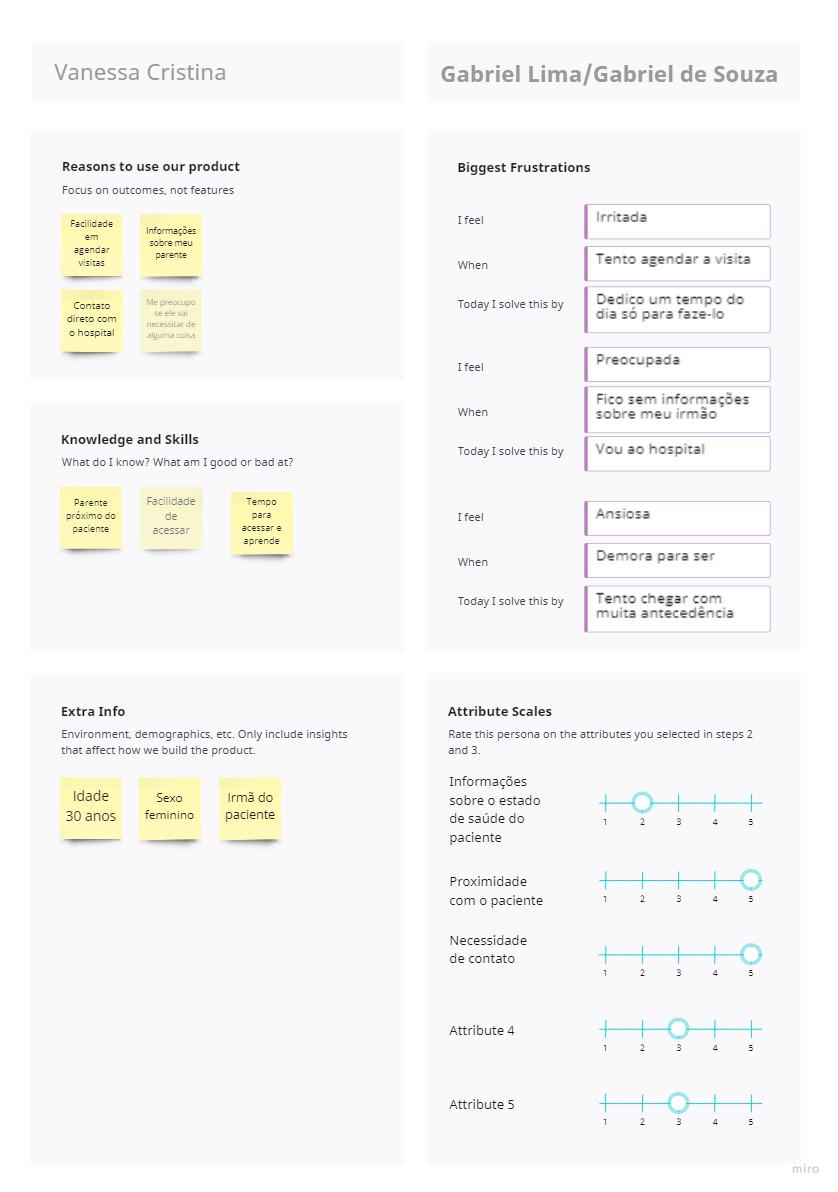 Vanessa Cristina
Gabriel Lima/Gabriel de Souza
Reasons to use our product
Focus on outcomes, not features
Facilidade
em
agendar
visitas
Informações
sobre meu
parente
Contato
direto com
o hospital
Me preocupo
se ele vai
necessitar de
alguma coisa
Knowledge and Skills
What do I know? What am I good or bad at?
Parente
próximo do
paciente
Facilidade
de
acessar
Tempo
para
acessar e
aprende
Extra Info
Environment, demographics, etc. Only include insights
that affect how we build the product.
Idade
30 anos
Sexo
feminino
Irmã do
paciente
Biggest Frustrations
I feel
Irritada
When
Tento agendar a visita
Today I solve this by
Dedico um tempo do
dia só para faze-lo
I feel
Preocupada
When
Fico sem informações
sobre meu irmão
Today I solve this by
Vou ao hospital
I feel
Ansiosa
When
Demora para ser
Today I solve this by
Tento chegar com
muita antecedência
Attribute Scales
Rate this persona on the attributes you selected in steps 2
and 3.
Informações
sobre o estado
de saúde do
paciente
1 2 3 4 5
Proximidade
com o paciente
1 2 3 4 5
Necessidade
de contato
1 2 3 4 5
Attribute 4
1 2 3 4 5
Attribute 5
1 2 3 4 5
miro